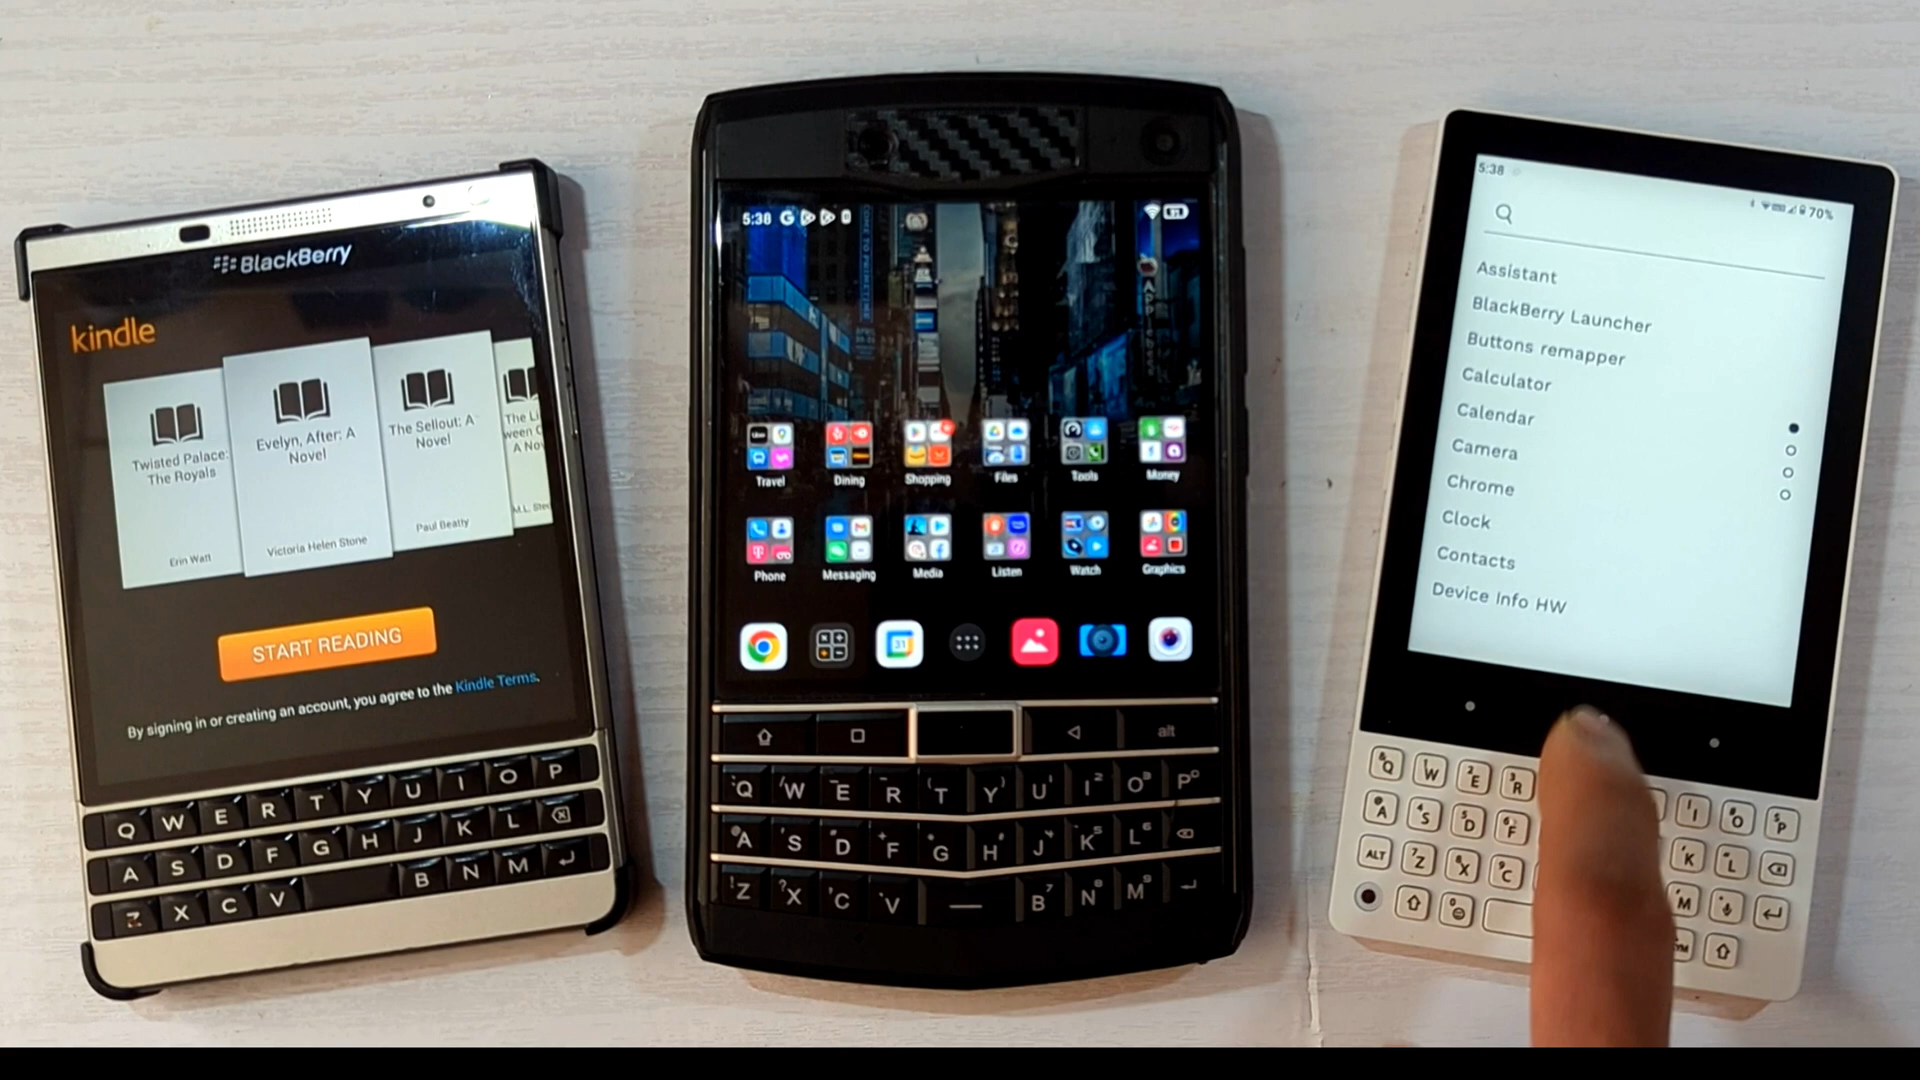 BlackBerry
kindle
Twisted Palace:
The Royals
Erin Watt
Evelyn, After: A
Novel
Victoria Helen Stone
The Sellout: A
Novel
Paul Beatty
START READING
By signing in or creating an account, you agree to the Kindle Terms.
Q W E R T Y U I O P
A S D F G H J K L
Z X C V B N M
5:38
Travel Dining Shopping Files Tools Money
Phone Messaging Media Listen Watch Graphics
31
alt
Q W E R T Y U I O P
A S D F G H J K L
Z X C V B N M
5:38 70%
Assistant
BlackBerry Launcher
Buttons remapper
Calculator
Calendar
Camera
Chrome
Clock
Contacts
Device Info HW
Q W E R I O P
A S D F K L
ALT Z X C M